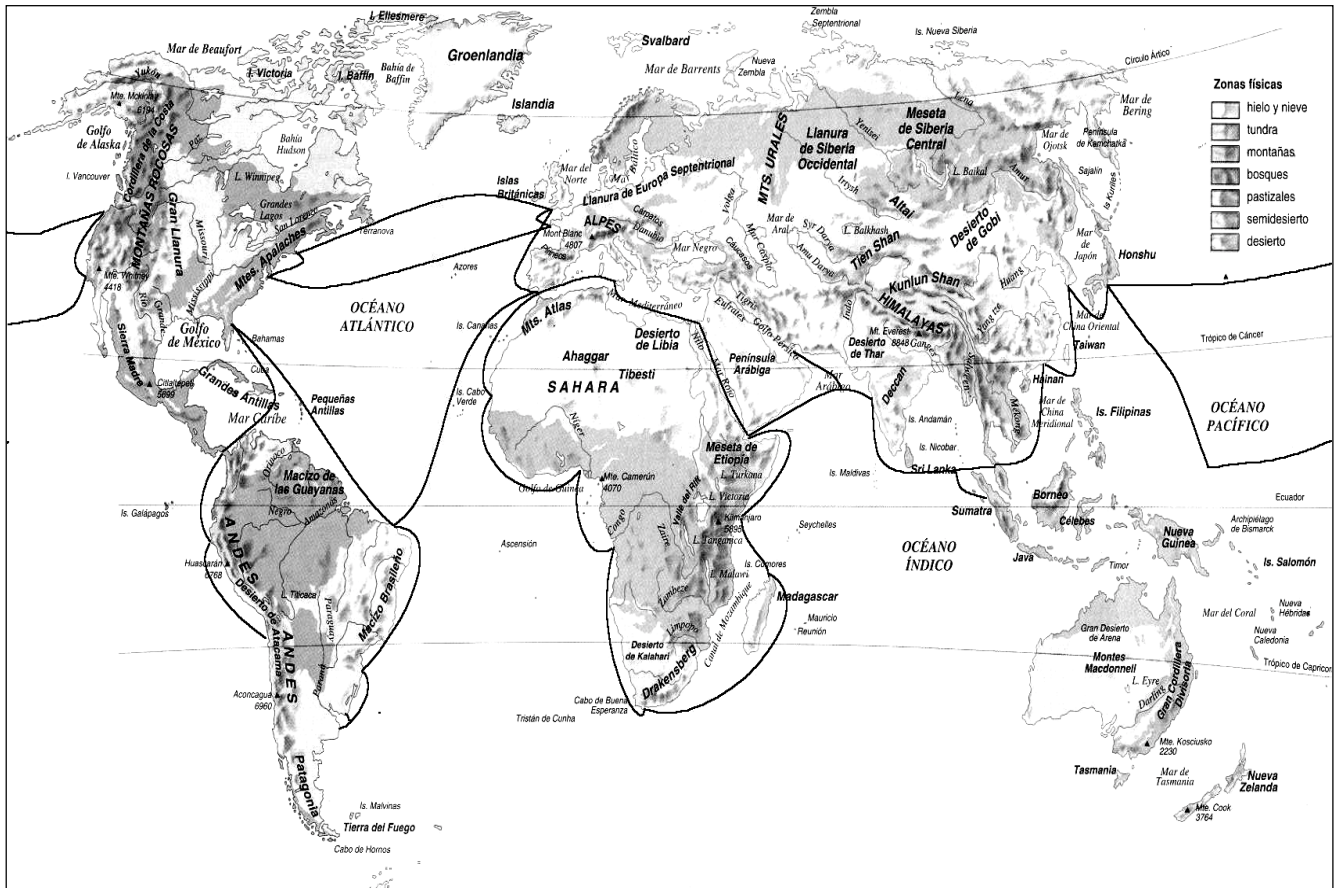 I. Ellesmere
Mar de Beaufort
I. Victoria
I. Baffin
Bahía de
Baffin
Groenlandia
Islandia
Svalbard
Mar de Barrents
Nueva
Zembla
Zembla
Septentrional
Is. Nueva Siberia
Círculo Ártico
Mar de
Bering
Zonas físicas
hielo y nieve
tundra
montañas
bosques
pastizales
semidesierto
desierto
Yukón
Mte. Mckinley
6194
Golfo
de Alaska
Cordillera de la Costa
MONTAÑAS ROCOSAS
Gran Llanura
Bahía
Hudson
I. Vancouver
L. Winnipeg
Grandes
Lagos
San Lorenzo
Terranova
Missouri
Mississippi
Mtes. Apalaches
Mte. Whitney
4418
Río
Grande
Sierra Madre
Golfo
de México
Bahamas
Cuba
Citlaltépetl
5699
Grandes Antillas
Mar Caribe
Pequeñas
Antillas
OCÉANO
ATLÁNTICO
Azores
Is. Canarias
Is. Cabo
Verde
Islas
Británicas
Mar del
Norte
Mar
Báltico
Llanura de Europa Septentrional
MTS. URALES
Llanura
de Siberia
Occidental
Meseta
de Siberia
Central
Yenisei
Lena
Irtysh
L. Baikal
Amur
Mar de
Ojotsk
Península
de Kamchatka
Sajalín
Is Kuriles
ALPES
Mont Blanc
4807
Pirineos
Cárpatos
Danubio
Mar Negro
Volga
Cáucasos
Mar Caspio
Mar de
Aral
Syr Darya
Amu Darya
L. Balkhash
Altai
Tien Shan
Desierto
de Gobi
Kunlun Shan
HIMALAYAS
Mt. Everest
8848
Ganges
Indo
Desierto
de Thar
Deccan
Huang
Yang tze
Salween
Mekong
Mar
de
Japón
Honshu
Mar de
China Oriental
Taiwan
Trópico de Cáncer
Hainan
Mar de
China
Meridional
Is. Filipinas
OCÉANO
PACÍFICO
Mts. Atlas
Mar Mediterráneo
Desierto
de Libia
Nilo
Mar Rojo
Tigris
Eufrates
Golfo Pérsico
Península
Arábiga
Mar
Arábigo
Ahaggar
Tibesti
SAHARA
Níger
Meseta de
Etiopía
L. Turkana
Mte. Camerún
4070
Golfo de Guinea
Valle del Rift
L. Victoria
Kilimanjaro
5895
Congo
Zaire
L. Tanganica
L. Malawi
Zambeze
Is. Comores
Canal de Mozambique
Madagascar
Mauricio
Reunión
Limpopo
Desierto
de Kalahari
Drakensberg
Cabo de Buena
Esperanza
Tristán de Cunha
Ascensión
Seychelles
Is. Maldivas
Sri Lanka
Is. Andamán
Is. Nicobar
OCÉANO
ÍNDICO
Sumatra
Borneo
Célebes
Java
Timor
Nueva
Guinea
Ecuador
Archipiélago
de Bismarck
Is. Salomón
Nueva
Hébridas
Nueva
Caledonia
Mar del Coral
Trópico de Capricor
Gran Desierto
de Arena
Montes
Macdonnell
L. Eyre
Darling
Gran Cordillera
Divisoria
Mte. Kosciusko
2230
Tasmania
Mar de
Tasmania
Nueva
Zelanda
Mte. Cook
3764
Is. Galápagos
Orinoco
Macizo de
las Guayanas
Negro
Amazonas
ANDES
Huascarán
6768
L. Titicaca
Desierto de Atacama
ANDES
Paraguay
Paraná
Macizo Brasileño
Aconcagua
6960
Patagonia
Is. Malvinas
Tierra del Fuego
Cabo de Hornos